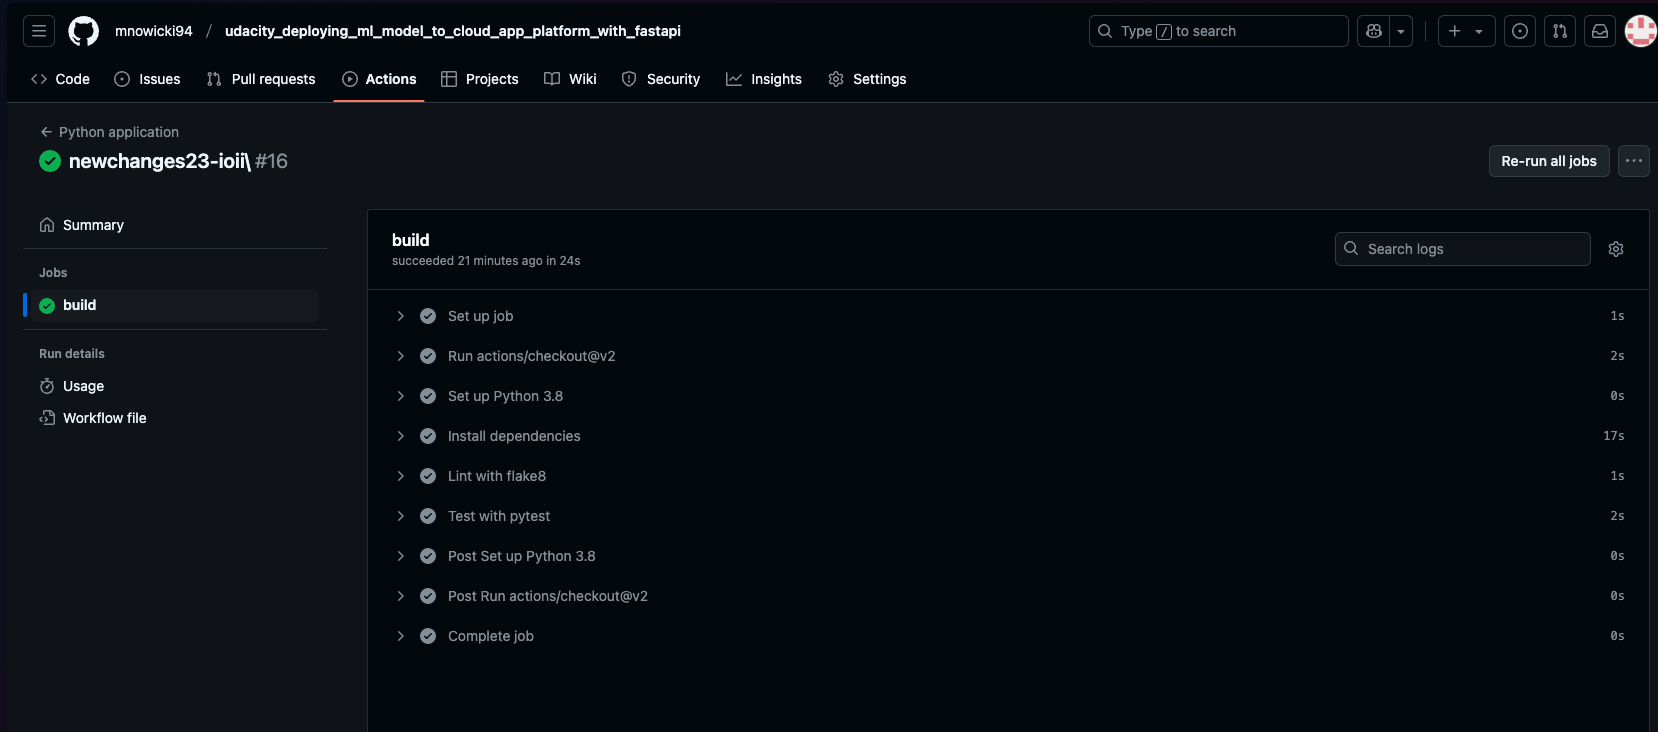 mnowicki94 / udacity_deploying_ml_model_to_cloud_app_platform_with_fastapi
Type / to search
Code Issues Pull requests Actions Projects Wiki Security Insights Settings
Python application
newchanges23-ioii\ #16
Re-run all jobs
Summary
Jobs
build
Run details
Usage
Workflow file
build
succeeded 21 minutes ago in 24s
Search logs
Set up job 1s
Run actions/checkout@v2 2s
Set up Python 3.8 0s
Install dependencies 17s
Lint with flake8 1s
Test with pytest 2s
Post Set up Python 3.8 0s
Post Run actions/checkout@v2 0s
Complete job 0s